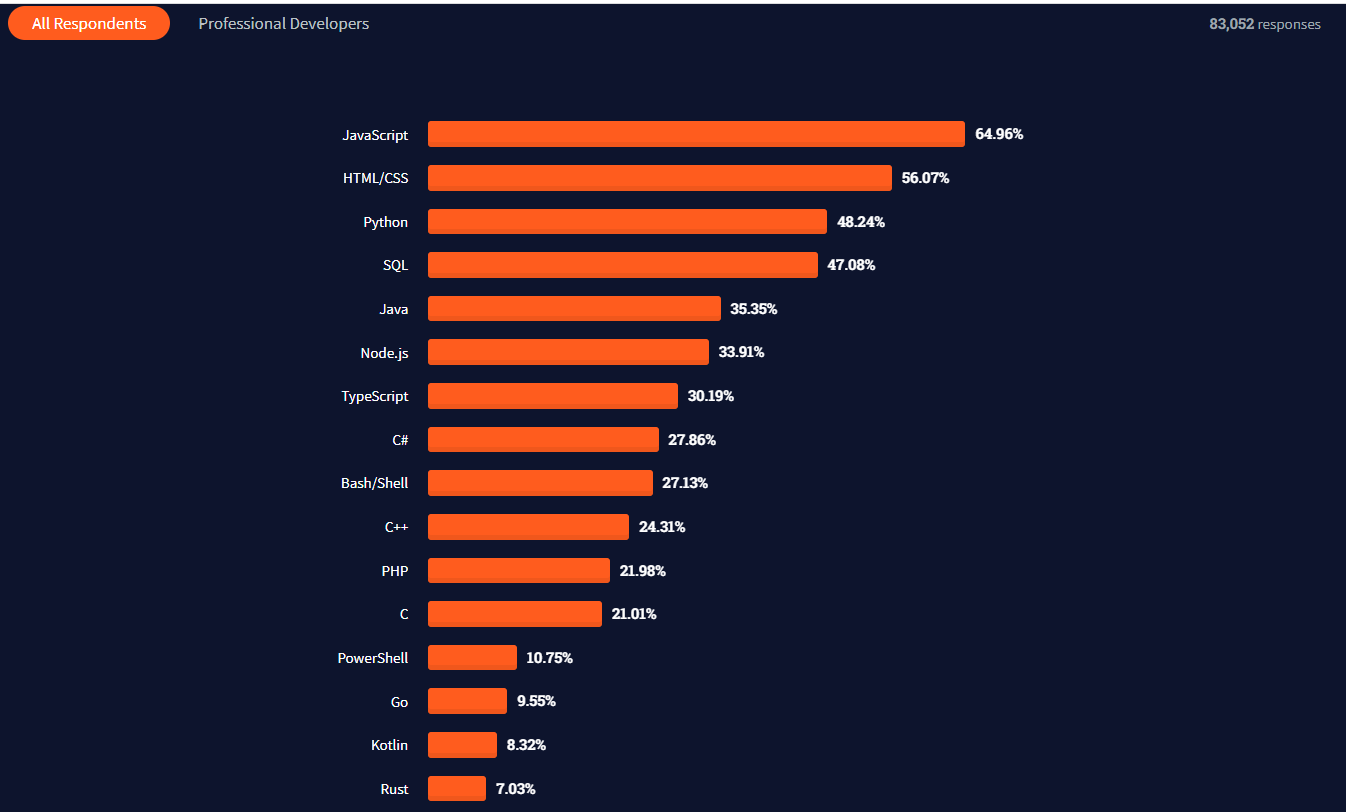 All Respondents Professional Developers 83,052 responses
JavaScript 64.96%
HTML/CSS 56.07%
Python 48.24%
SQL 47.08%
Java 35.35%
Node.js 33.91%
TypeScript 30.19%
C# 27.86%
Bash/Shell 27.13%
C++ 24.31%
PHP 21.98%
C 21.01%
PowerShell 10.75%
Go 9.55%
Kotlin 8.32%
Rust 7.03%